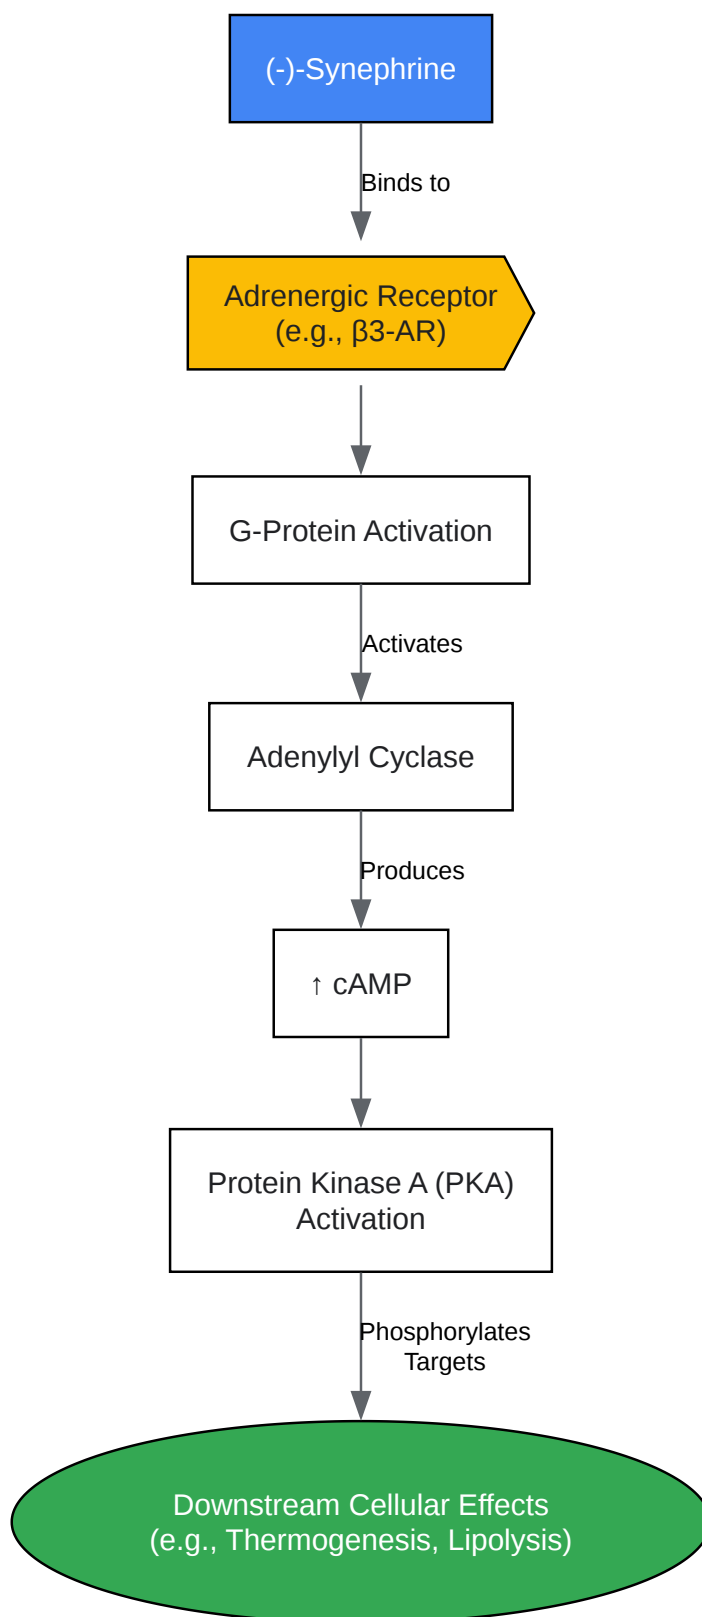 (-)-Synephrine
Binds to
Adrenergic Receptor
(e.g., β3-AR)
G-Protein Activation
Activates
Adenylyl Cyclase
Produces
↑ cAMP
Protein Kinase A (PKA)
Activation
Phosphorylates
Targets
Downstream Cellular Effects
(e.g., Thermogenesis, Lipolysis)